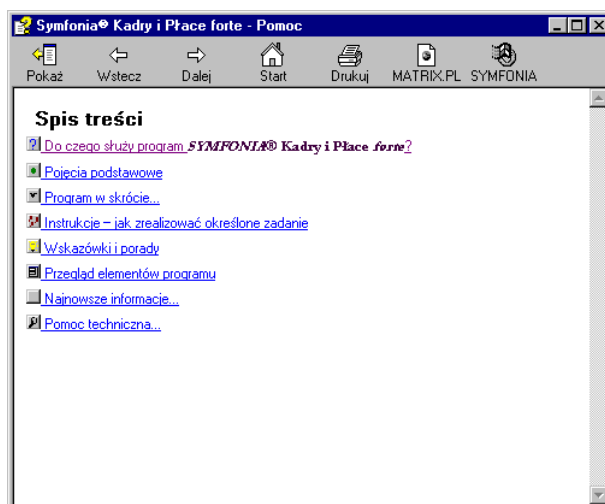 Symfonia® Kadry i Płace forte - Pomoc
Pokaż Wstecz Dalej Start Drukuj MATRIX.PL SYMFONIA
Spis treści
Do czego służy program SYMFONIA® Kadry i Płace forte?
Pojęcia podstawowe
Program w skrócie...
Instrukcje – jak zrealizować określone zadanie
Wskazówki i porady
Przegląd elementów programu
Najnowsze informacje...
Pomoc techniczna...